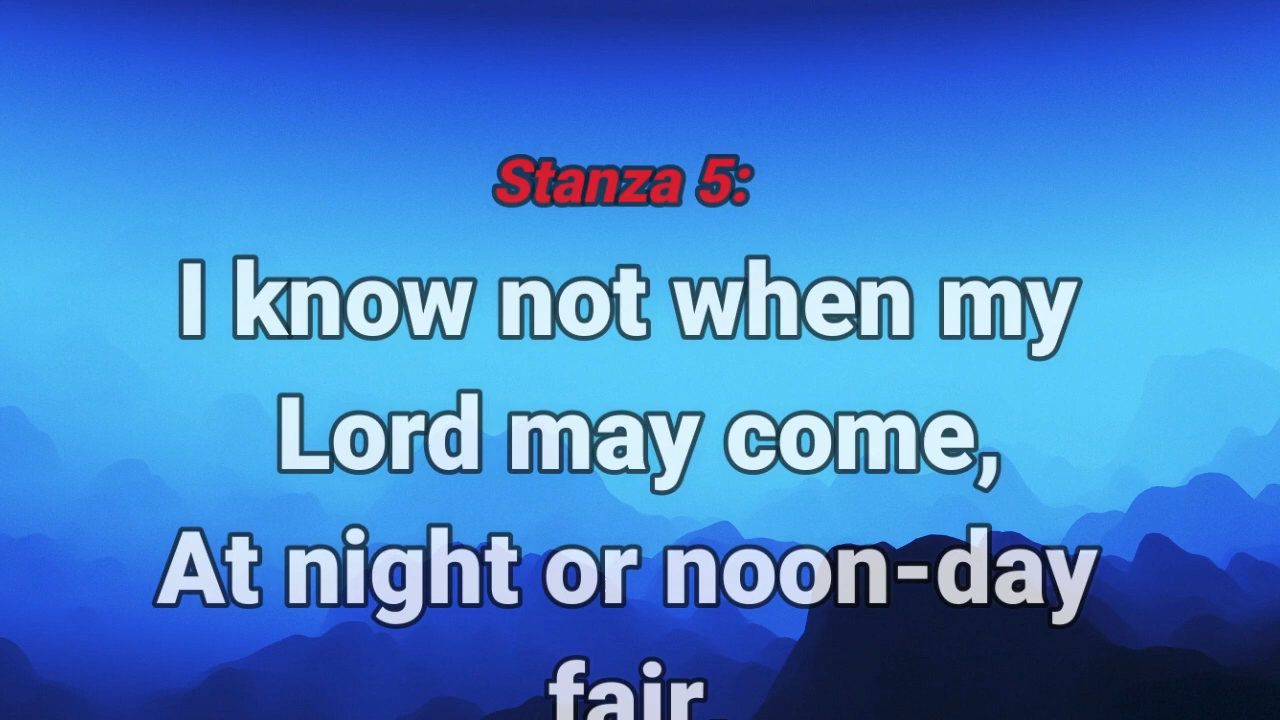 Stanza 5:
I know not when my
Lord may come,
At night or noon-day
fair